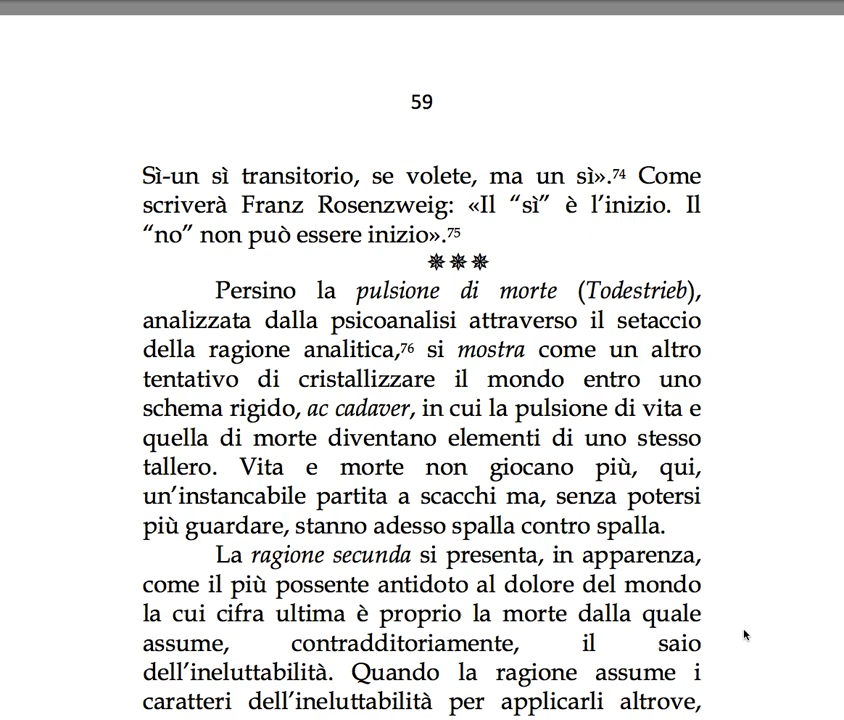 59
Sì-un sì transitorio, se volete, ma un sì».74 Come
scriverà Franz Rosenzweig: «Il “sì” è l’inizio. Il
“no” non può essere inizio».75
✵✵✵
Persino la pulsione di morte (Todestrieb),
analizzata dalla psicoanalisi attraverso il setaccio
della ragione analitica,76 si mostra come un altro
tentativo di cristallizzare il mondo entro uno
schema rigido, ac cadaver, in cui la pulsione di vita e
quella di morte diventano elementi di uno stesso
tallero. Vita e morte non giocano più, qui,
un’instancabile partita a scacchi ma, senza potersi
più guardare, stanno adesso spalla contro spalla.
La ragione secunda si presenta, in apparenza,
come il più possente antidoto al dolore del mondo
la cui cifra ultima è proprio la morte dalla quale
assume, contradditoriamente, il saio
dell’ineluttabilità. Quando la ragione assume i
caratteri dell’ineluttabilità per applicarli altrove,